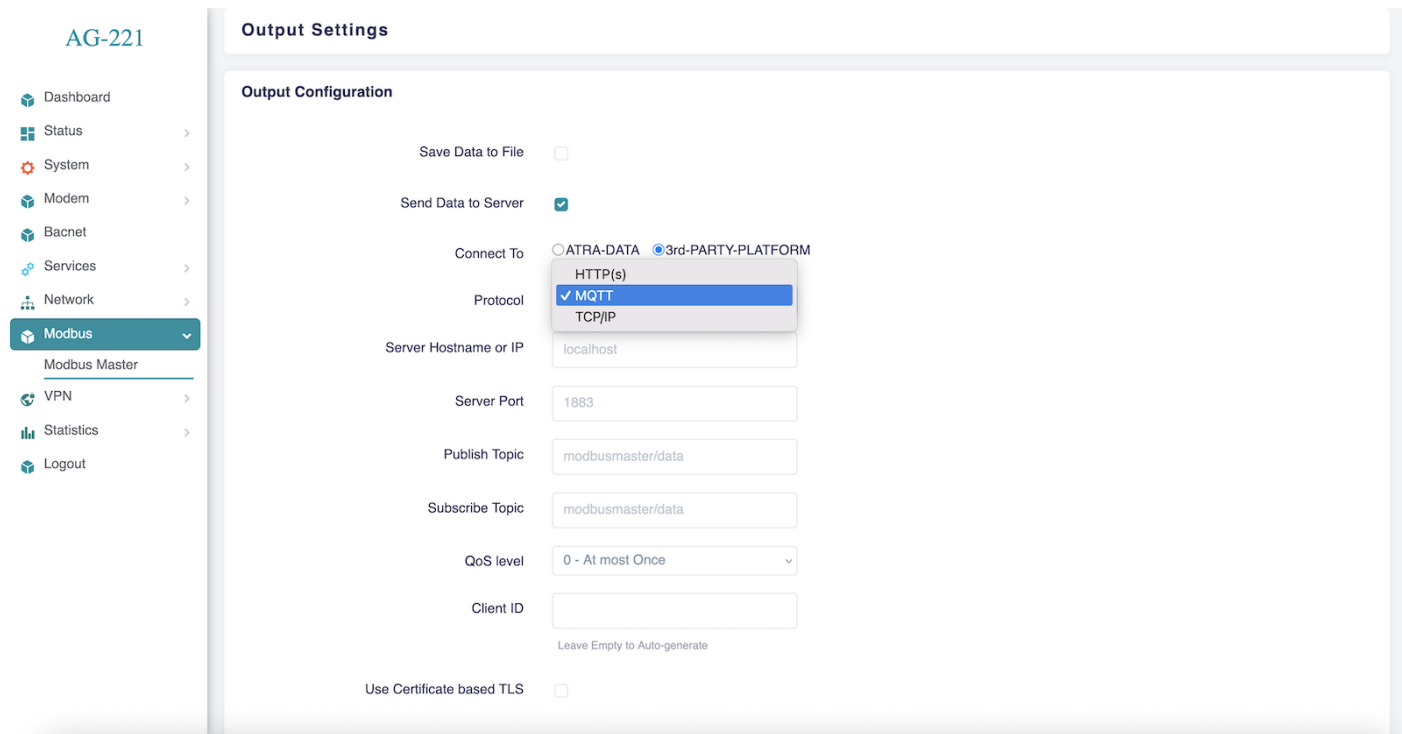 AG-221
Dashboard
Status
System
Modem
Bacnet
Services
Network
Modbus
Modbus Master
VPN
Statistics
Logout
Output Settings
Output Configuration
Save Data to File
Send Data to Server
Connect To ATRA-DATA 3rd-PARTY-PLATFORM
HTTP(s)
Protocol MQTT
TCP/IP
Server Hostname or IP localhost
Server Port 1883
Publish Topic modbusmaster/data
Subscribe Topic modbusmaster/data
QoS level 0 - At most Once
Client ID
Leave Empty to Auto-generate
Use Certificate based TLS